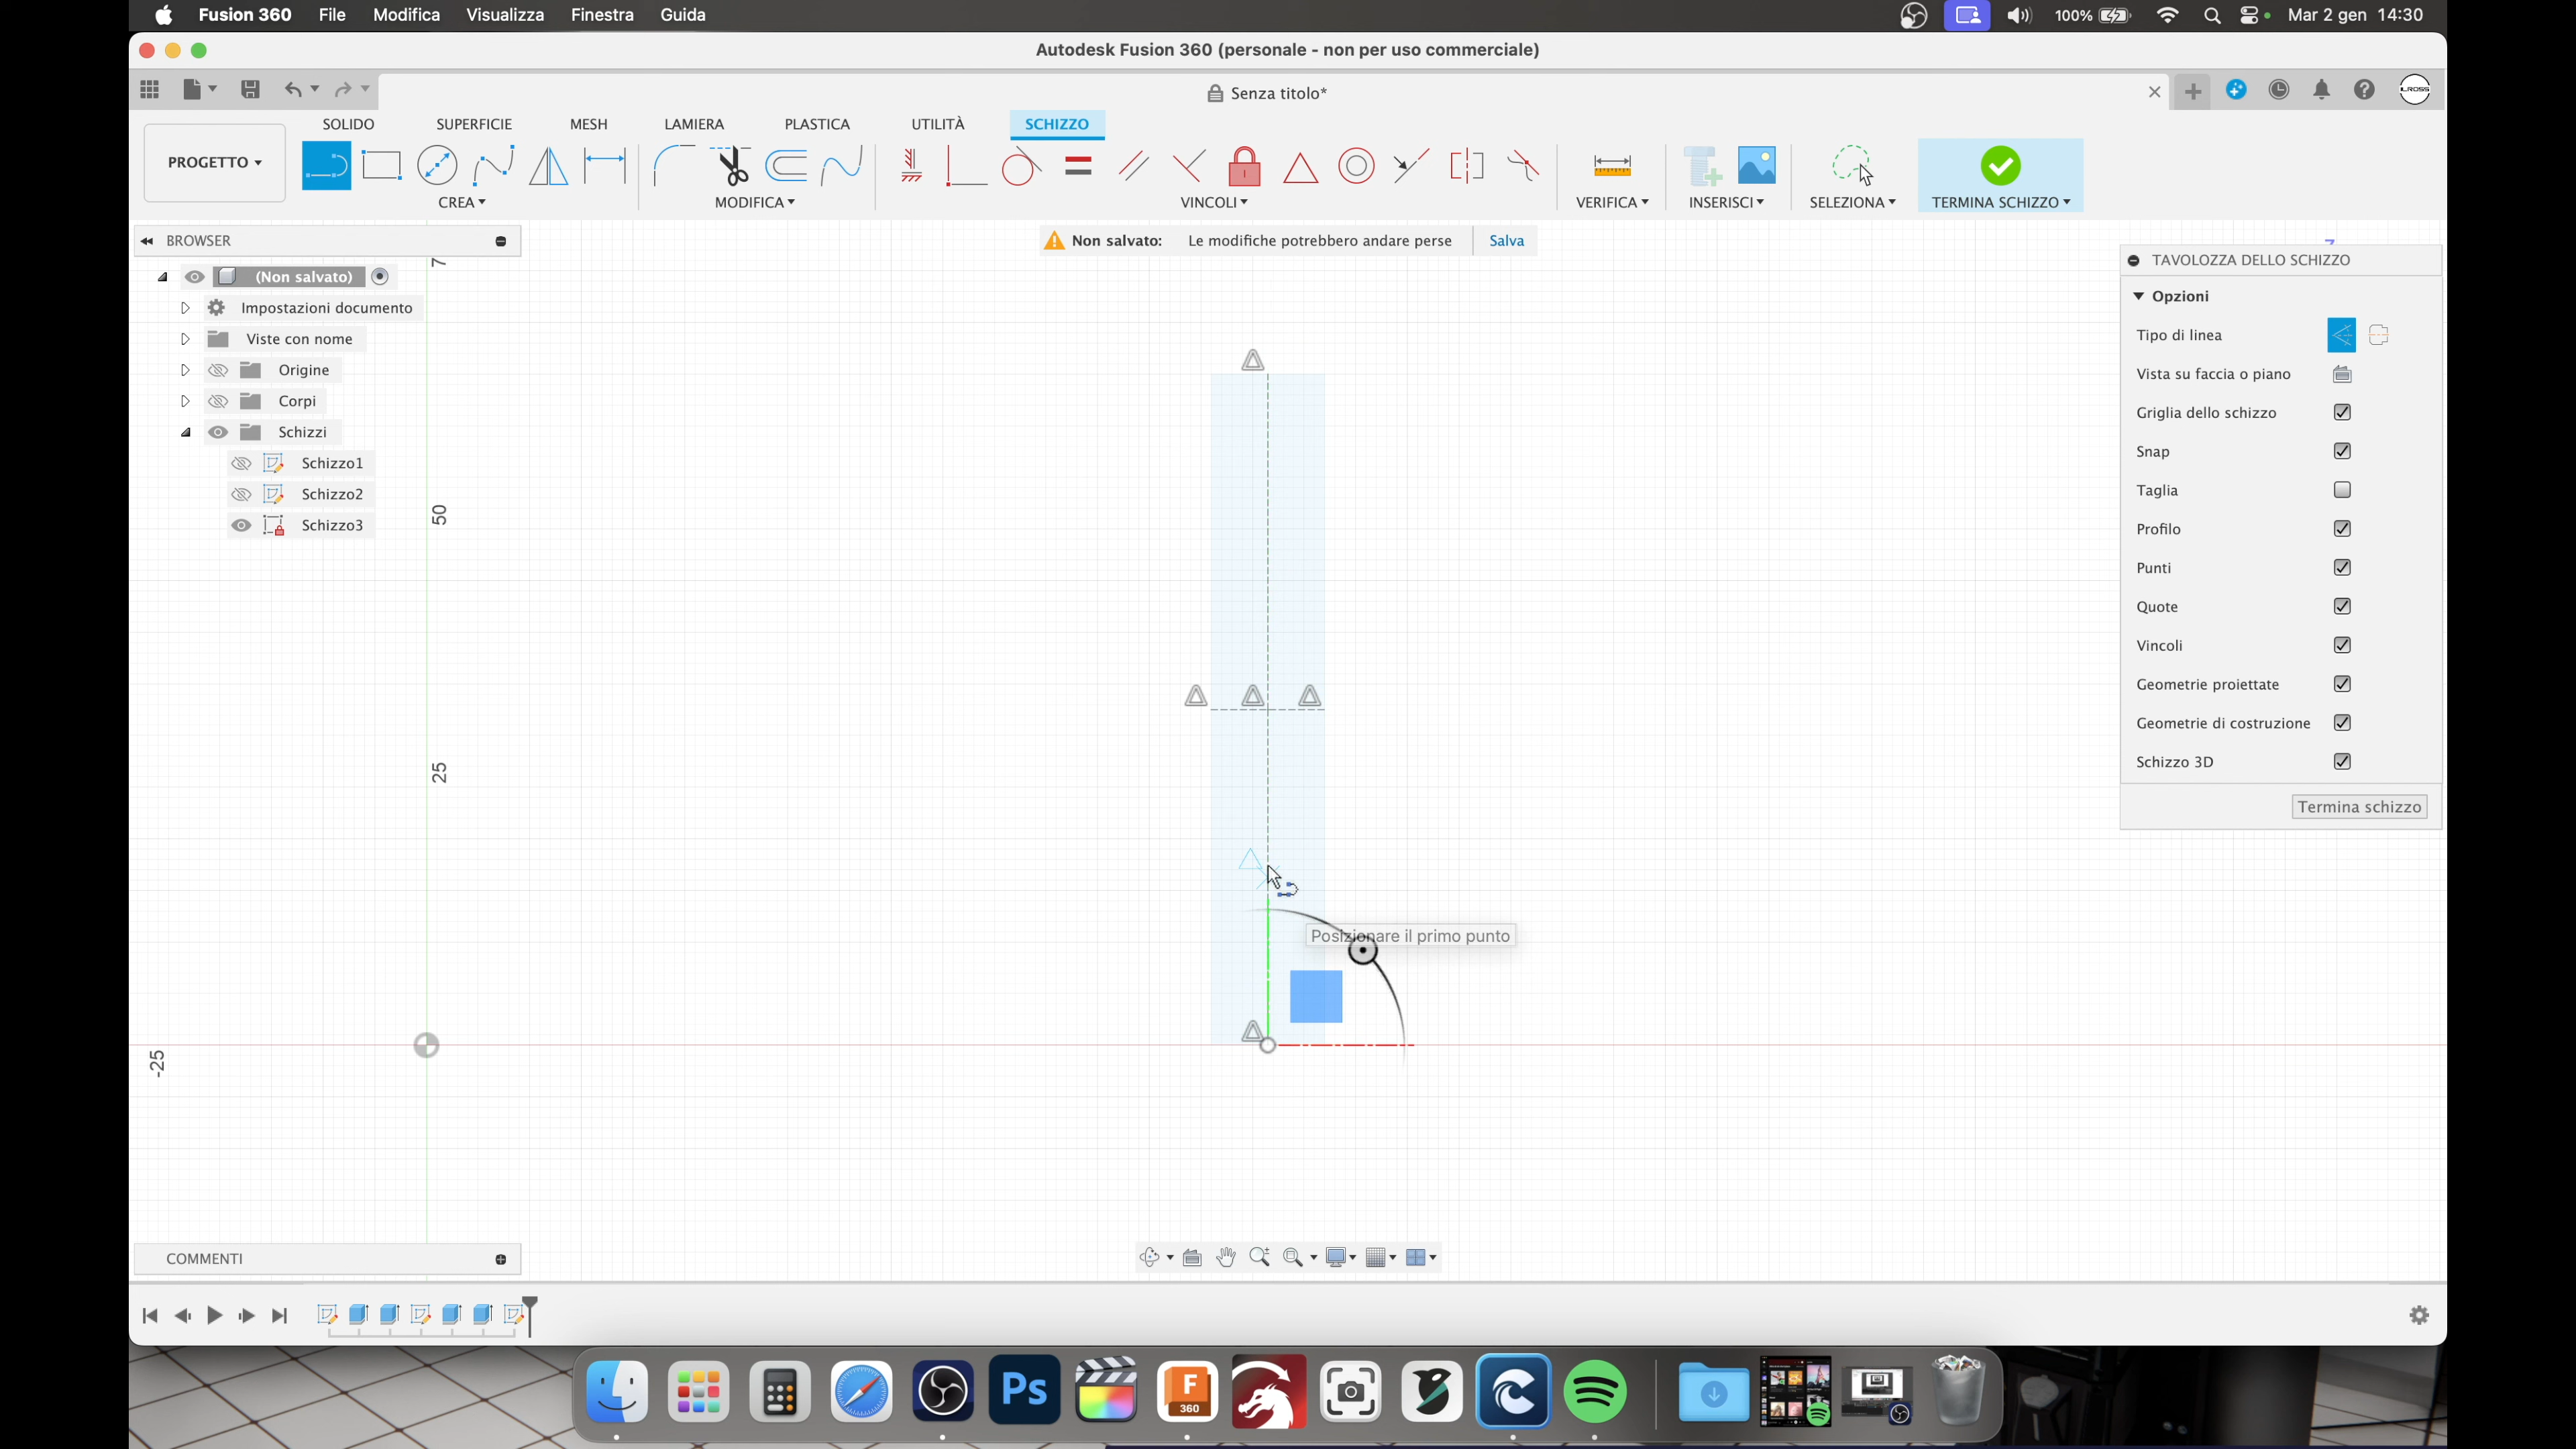 Fusion 360 File Modifica Visualizza Finestra Guida 100% Mar 2 gen 14:30
Autodesk Fusion 360 (personale - non per uso commerciale)
Senza titolo*
LROSS
SOLIDO SUPERFICIE MESH LAMIERA PLASTICA UTILITÀ SCHIZZO
PROGETTO
CREA MODIFICA VINCOLI VERIFICA INSERISCI SELEZIONA TERMINA SCHIZZO
BROWSER
Non salvato: Le modifiche potrebbero andare perse Salva
(Non salvato)
Impostazioni documento
Viste con nome
Origine
Corpi
Schizzi
Schizzo1
Schizzo2
Schizzo3
7
50
25
-25
Posizionare il primo punto
Z
TAVOLOZZA DELLO SCHIZZO
Opzioni
Tipo di linea
Vista su faccia o piano
Griglia dello schizzo
Snap
Taglia
Profilo
Punti
Quote
Vincoli
Geometrie proiettate
Geometrie di costruzione
Schizzo 3D
Termina schizzo
COMMENTI
Ps
F
360